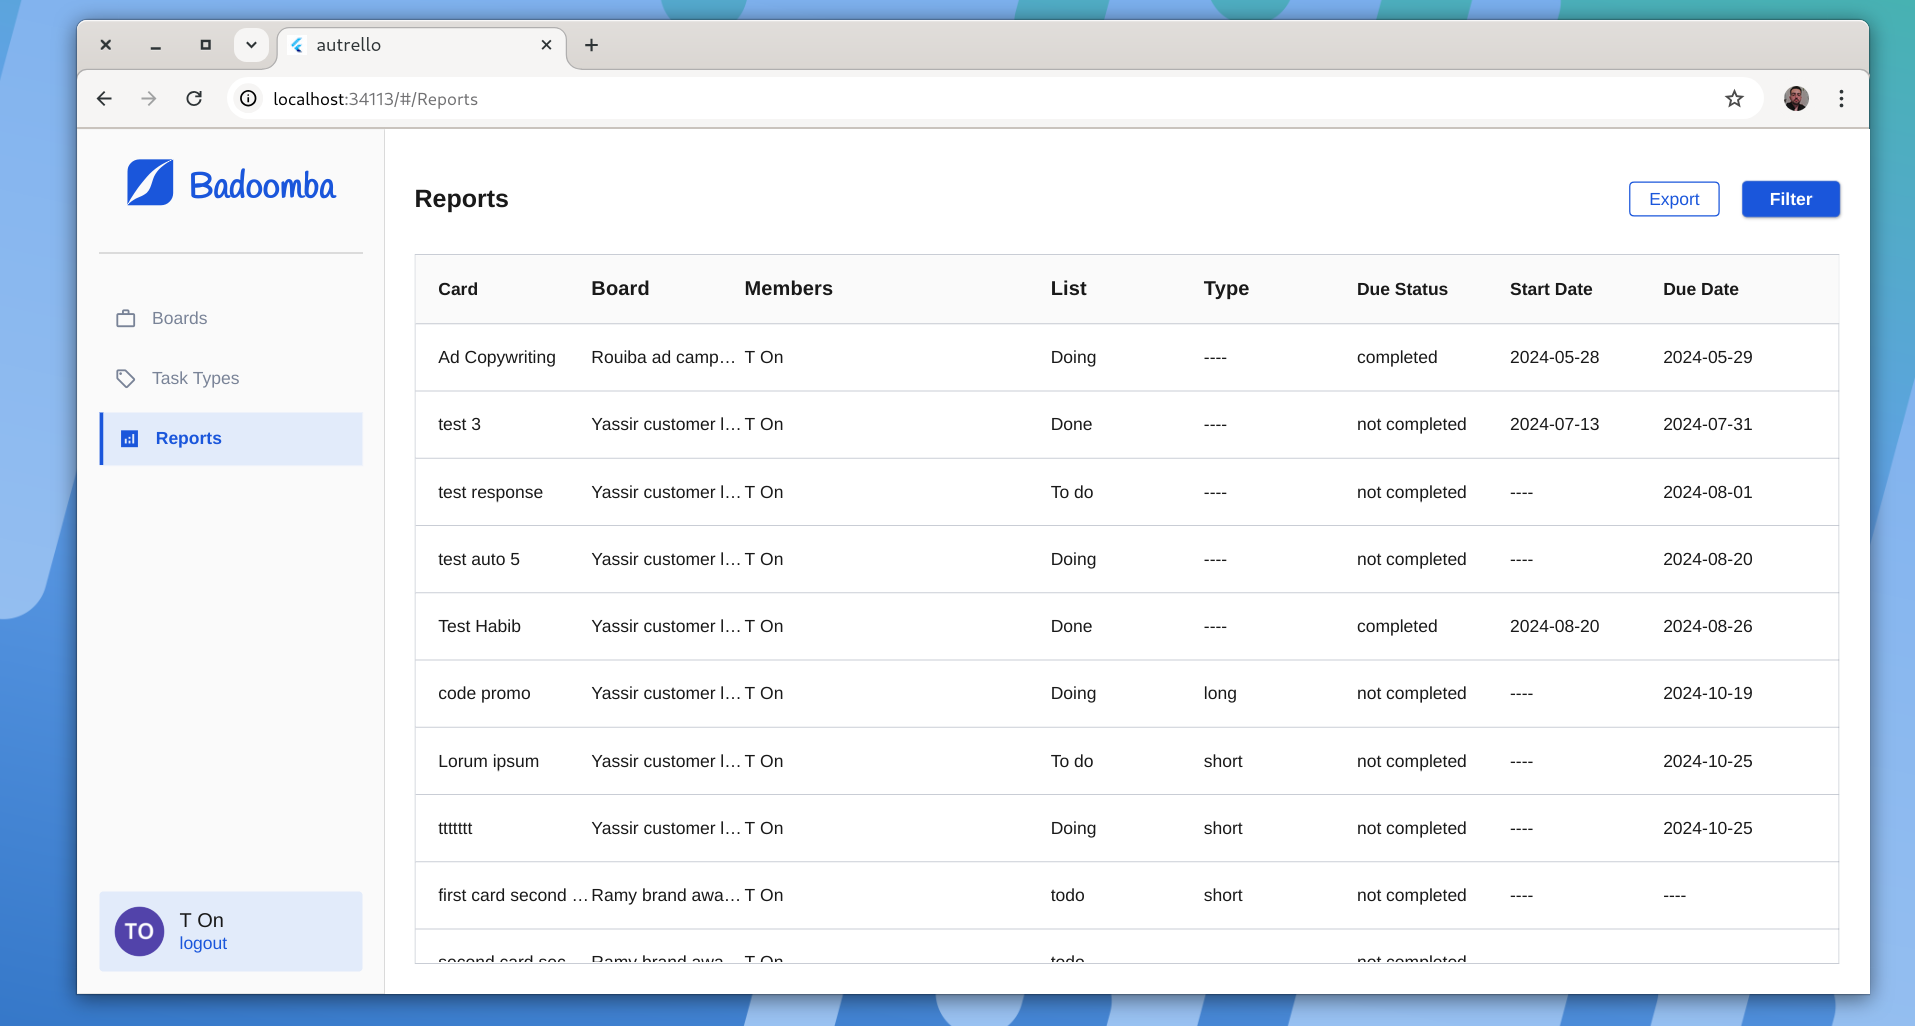 autrello
localhost:34113/#/Reports
Badoomba
Boards
Task Types
Reports
T On
logout
TO
Reports
Export
Filter
Card Board Members List Type Due Status Start Date Due Date
Ad Copywriting Rouiba ad camp… T On Doing ---- completed 2024-05-28 2024-05-29
test 3 Yassir customer l… T On Done ---- not completed 2024-07-13 2024-07-31
test response Yassir customer l… T On To do ---- not completed ---- 2024-08-01
test auto 5 Yassir customer l… T On Doing ---- not completed ---- 2024-08-20
Test Habib Yassir customer l… T On Done ---- completed 2024-08-20 2024-08-26
code promo Yassir customer l… T On Doing long not completed ---- 2024-10-19
Lorum ipsum Yassir customer l… T On To do short not completed ---- 2024-10-25
ttttttt Yassir customer l… T On Doing short not completed ---- 2024-10-25
first card second … Ramy brand awa… T On todo short not completed ---- ----
second card sec… Ramy brand awa… T On todo not completed